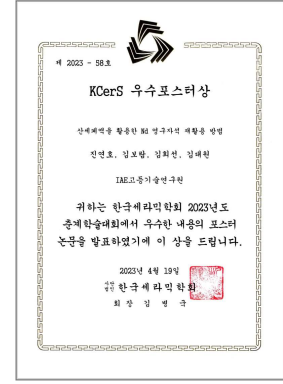 제 2023 - 58호
KCerS 우수포스터상
산세폐액을 활용한 Nd 영구자석 재활용 방법
진연호, 김보람, 김희선, 김대원
IAE고등기술연구원
귀하는 한국세라믹학회 2023년도
춘계학술대회에서 우수한 내용의 포스터
논문을 발표하였기에 이 상을 드립니다.
2023년 4월 19일
사단법인 한국세라믹학회
회 장 김 병 국